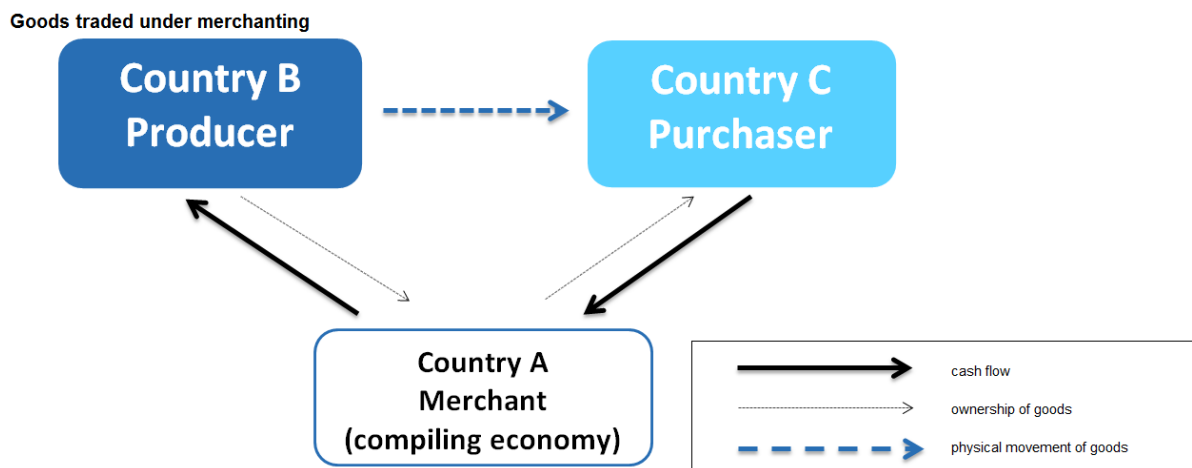 Goods traded under merchanting
Country B
Producer
Country C
Purchaser
Country A
Merchant
(compiling economy)
cash flow
ownership of goods
physical movement of goods